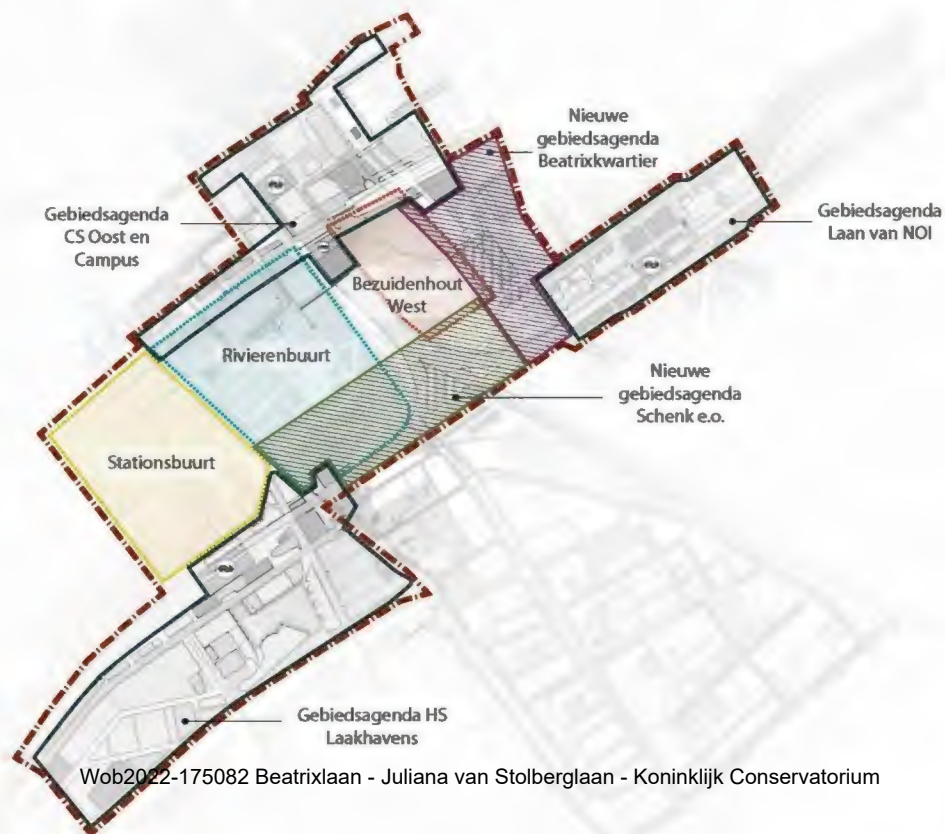 Nieuwe
gebiedsagenda
Beatrixkwartier
Gebiedsagenda
CS Oost en
Campus
Gebiedsagenda
Laan van NOI
Bezuidenhout
West
Rivierenbuurt
Nieuwe
gebiedsagenda
Schenk e.o.
Stationsbuurt
Gebiedsagenda HS
Laakhavens
Wob2022-175082 Beatrixlaan - Juliana van Stolberglaan - Koninklijk Conservatorium